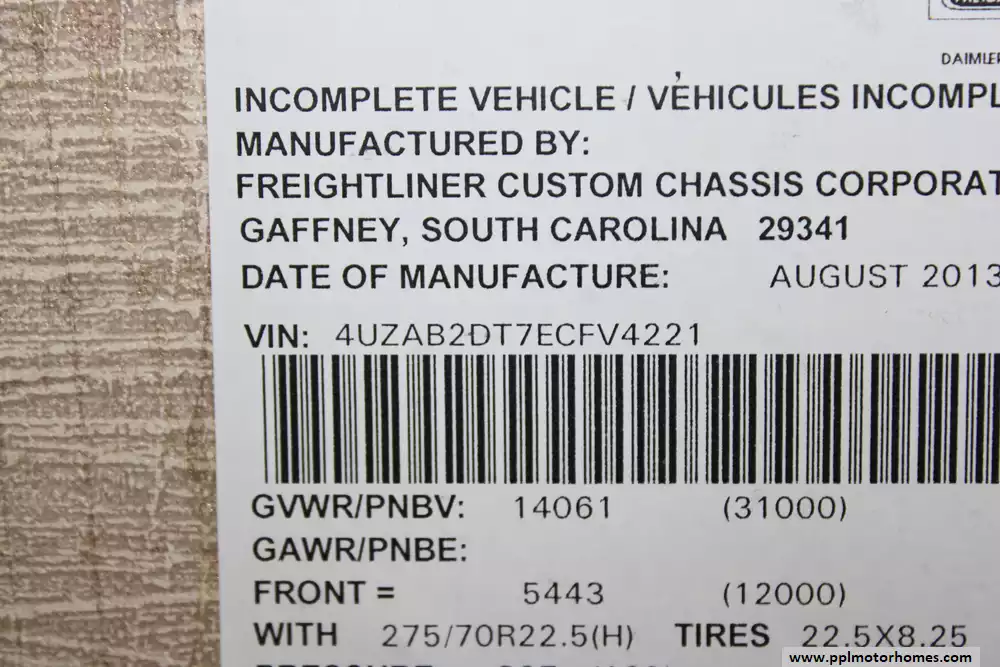 DAIMLER
INCOMPLETE VEHICLE / VÉHICULES INCOMPL
MANUFACTURED BY:
FREIGHTLINER CUSTOM CHASSIS CORPORAT
GAFFNEY, SOUTH CAROLINA 29341
DATE OF MANUFACTURE: AUGUST 2013
VIN: 4UZAB2DT7ECFV4221
GVWR/PNBV: 14061 (31000)
GAWR/PNBE:
FRONT = 5443 (12000)
WITH 275/70R22.5(H) TIRES 22.5X8.25
www.pplmotorhomes.com